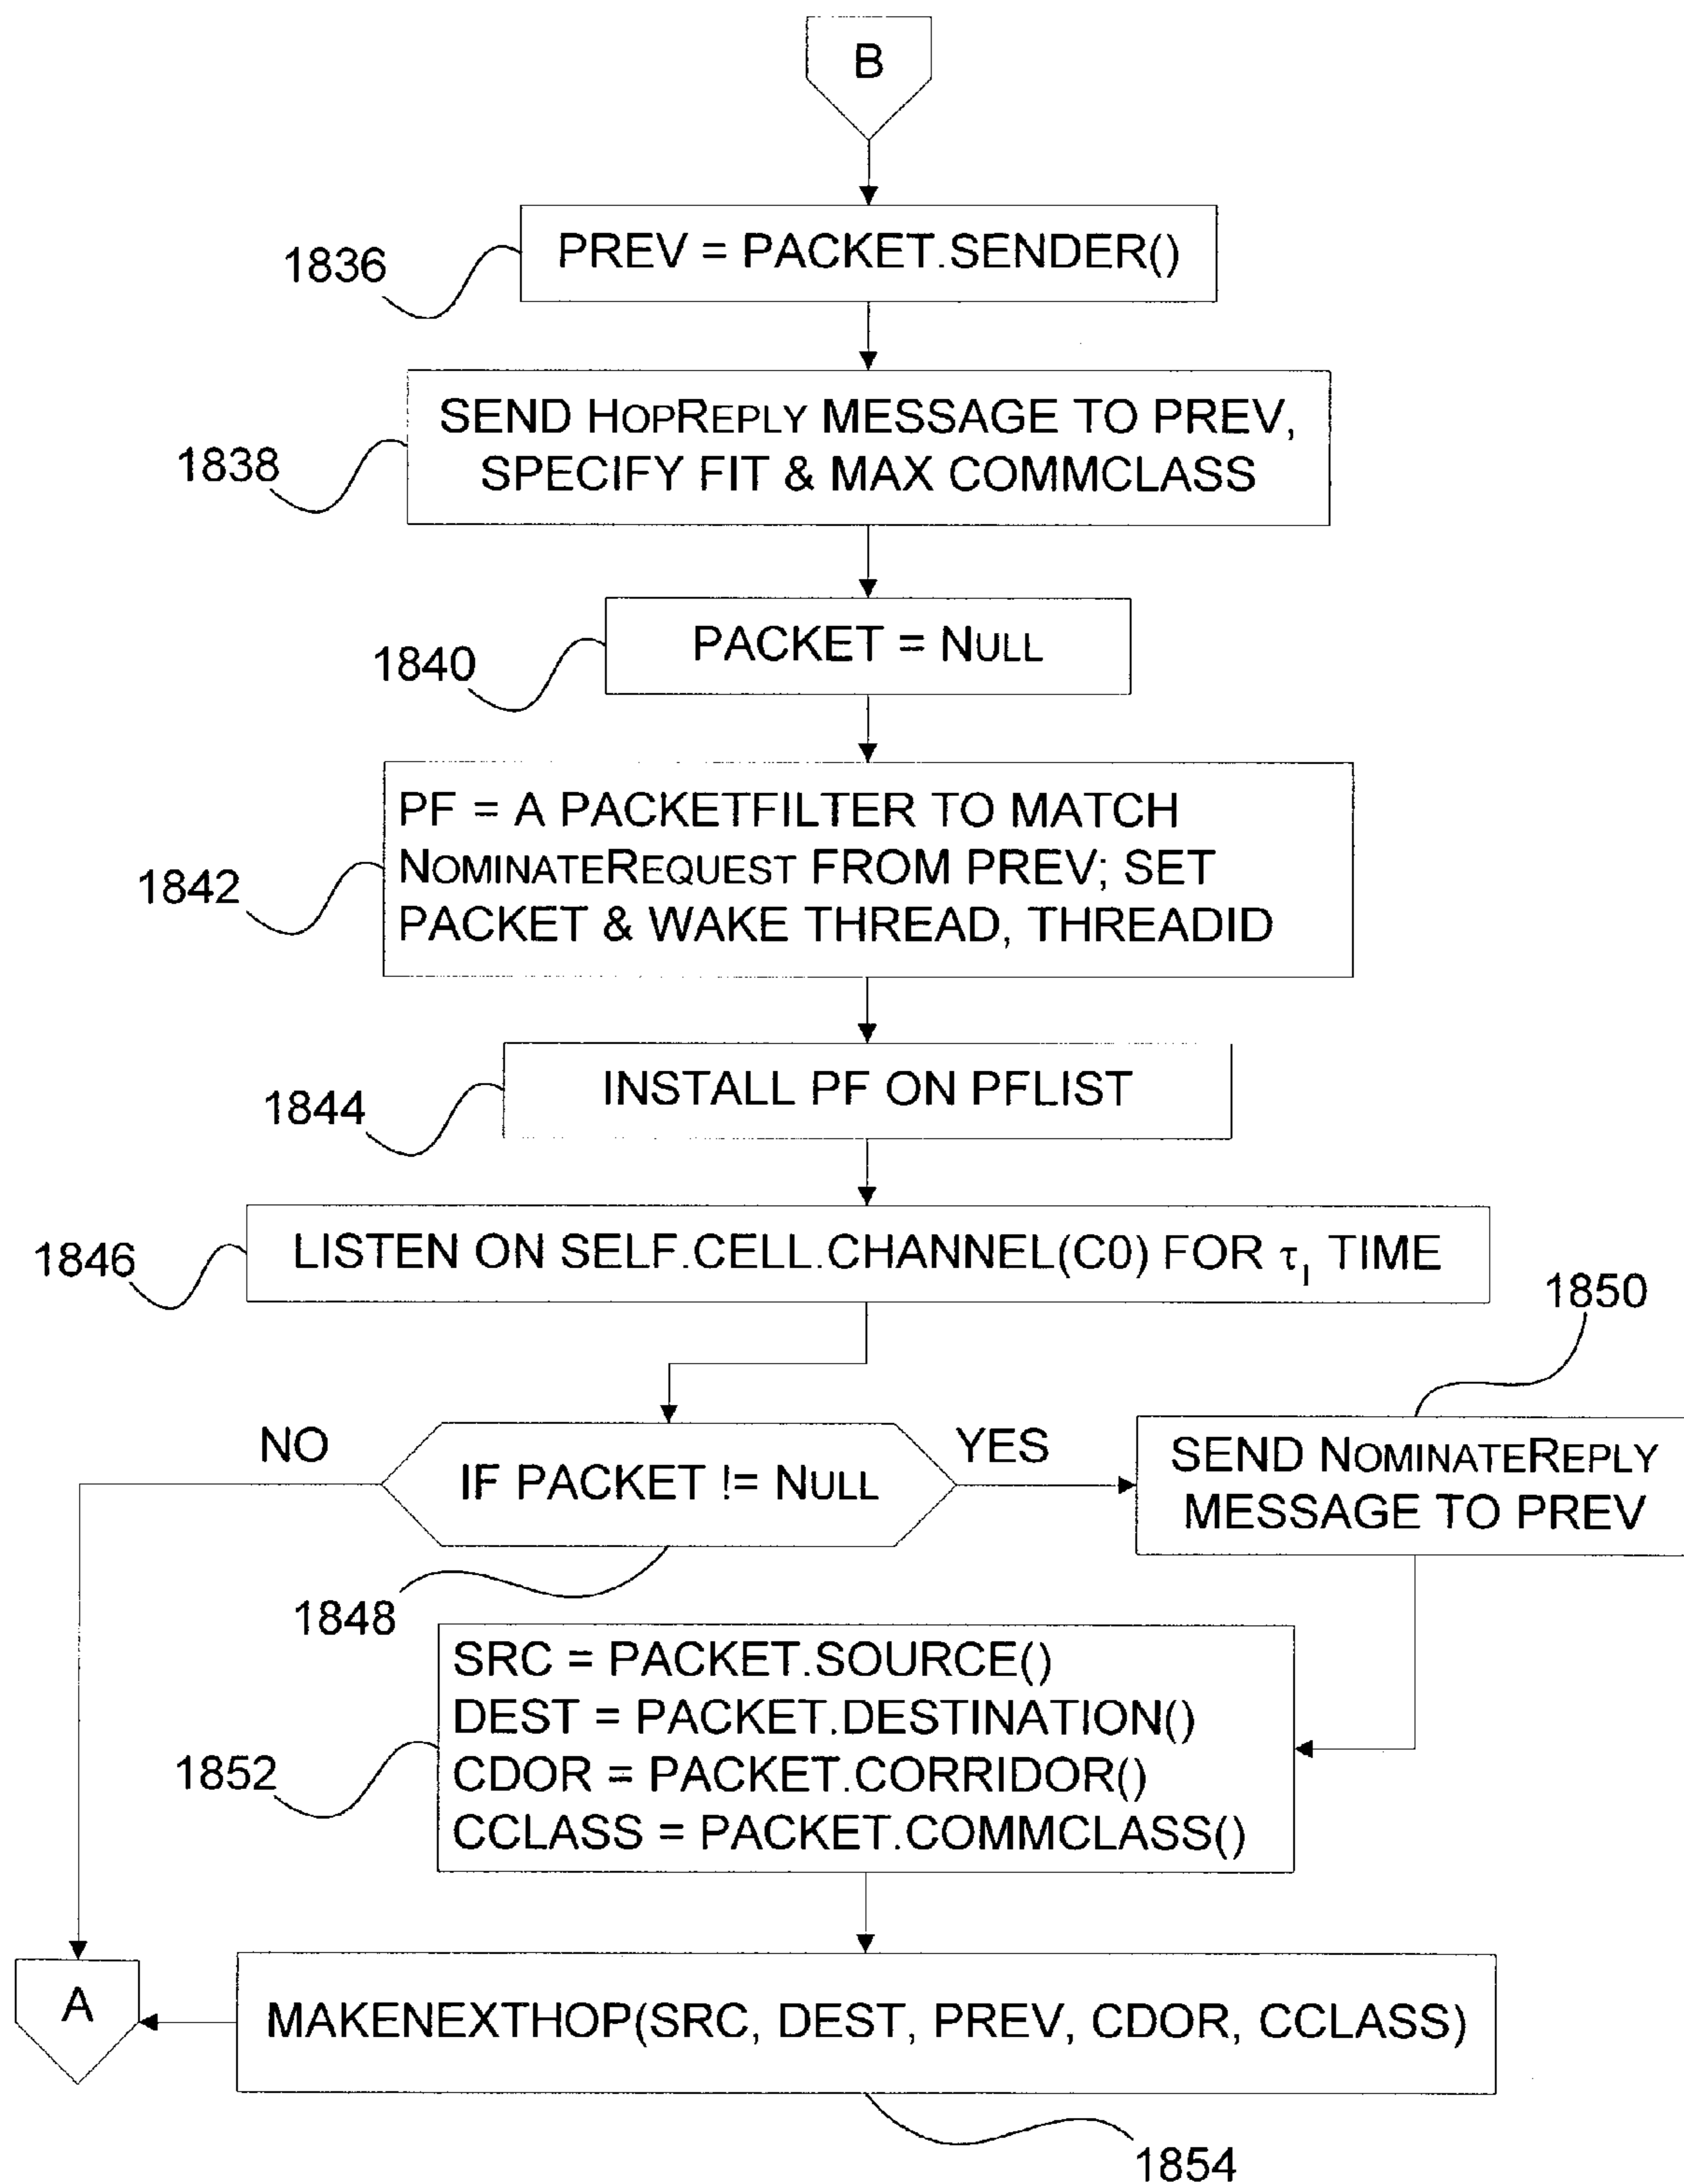 B
PREV = PACKET.SENDER()
1836
SEND HOPREPLY MESSAGE TO PREV,
SPECIFY FIT & MAX COMMCLASS
1838
PACKET = NULL
1840
PF = A PACKETFILTER TO MATCH
NOMINATEREQUEST FROM PREV; SET
PACKET & WAKE THREAD, THREADID
1842
INSTALL PF ON PFLIST
1844
LISTEN ON SELF.CELL.CHANNEL(C0) FOR τI TIME
1846
1850
NO
IF PACKET != NULL
YES
SEND NOMINATEREPLY
MESSAGE TO PREV
1848
SRC = PACKET.SOURCE()
DEST = PACKET.DESTINATION()
CDOR = PACKET.CORRIDOR()
CCLASS = PACKET.COMMCLASS()
1852
A
MAKENEXTHOP(SRC, DEST, PREV, CDOR, CCLASS)
1854